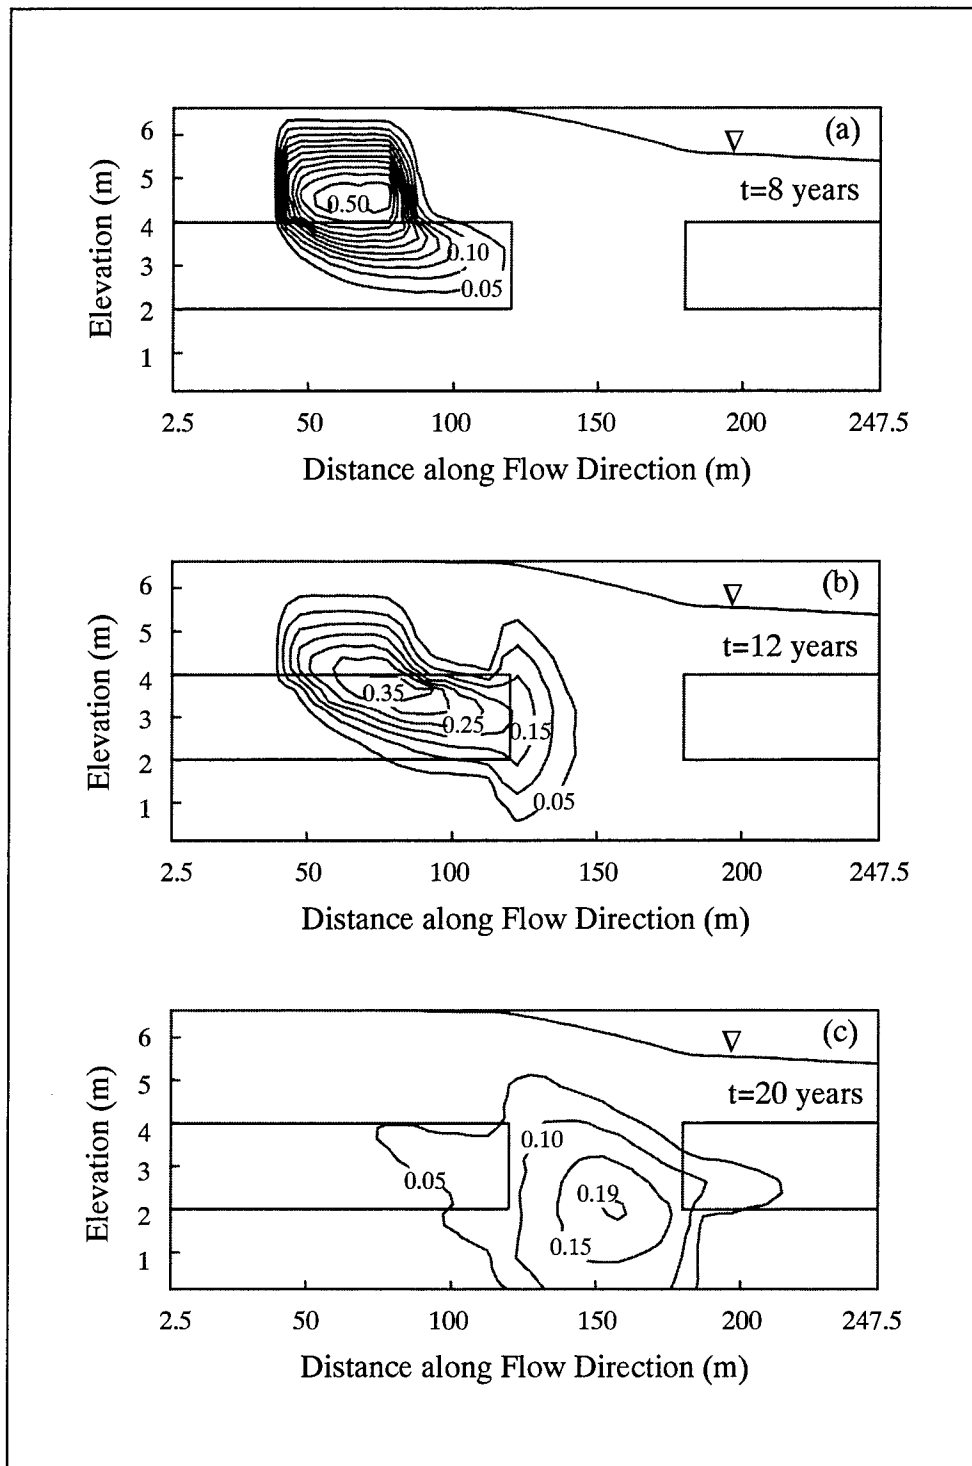 (a)
6
t=8 years
5
0.50
4
0.10
3
0.05
2
1
Elevation (m)
2.5 50 100 150 200 247.5
Distance along Flow Direction (m)
(b)
6
t=12 years
5
4
0.35
0.25
3
0.15
2
0.05
1
Elevation (m)
2.5 50 100 150 200 247.5
Distance along Flow Direction (m)
(c)
6
t=20 years
5
4
0.10
3
0.05
0.19
2
0.15
1
Elevation (m)
2.5 50 100 150 200 247.5
Distance along Flow Direction (m)